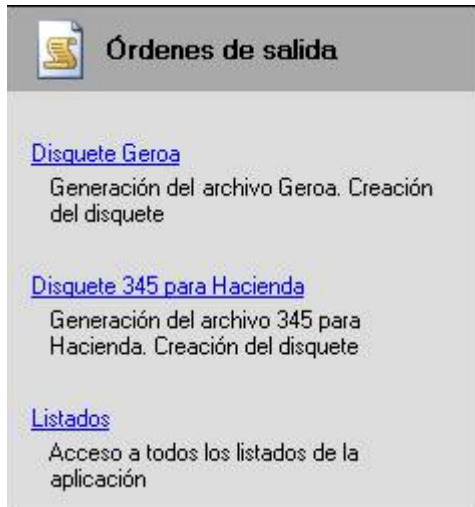 Órdenes de salida
Disquete Geroa
Generación del archivo Geroa. Creación
del disquete
Disquete 345 para Hacienda
Generación del archivo 345 para
Hacienda. Creación del disquete
Listados
Acceso a todos los listados de la
aplicación